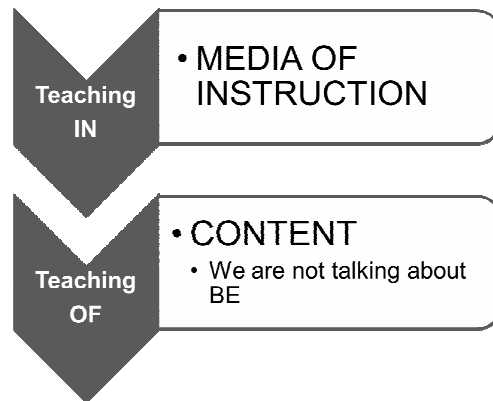 Teaching
IN
• MEDIA OF
INSTRUCTION
Teaching
OF
• CONTENT
• We are not talking about
BE